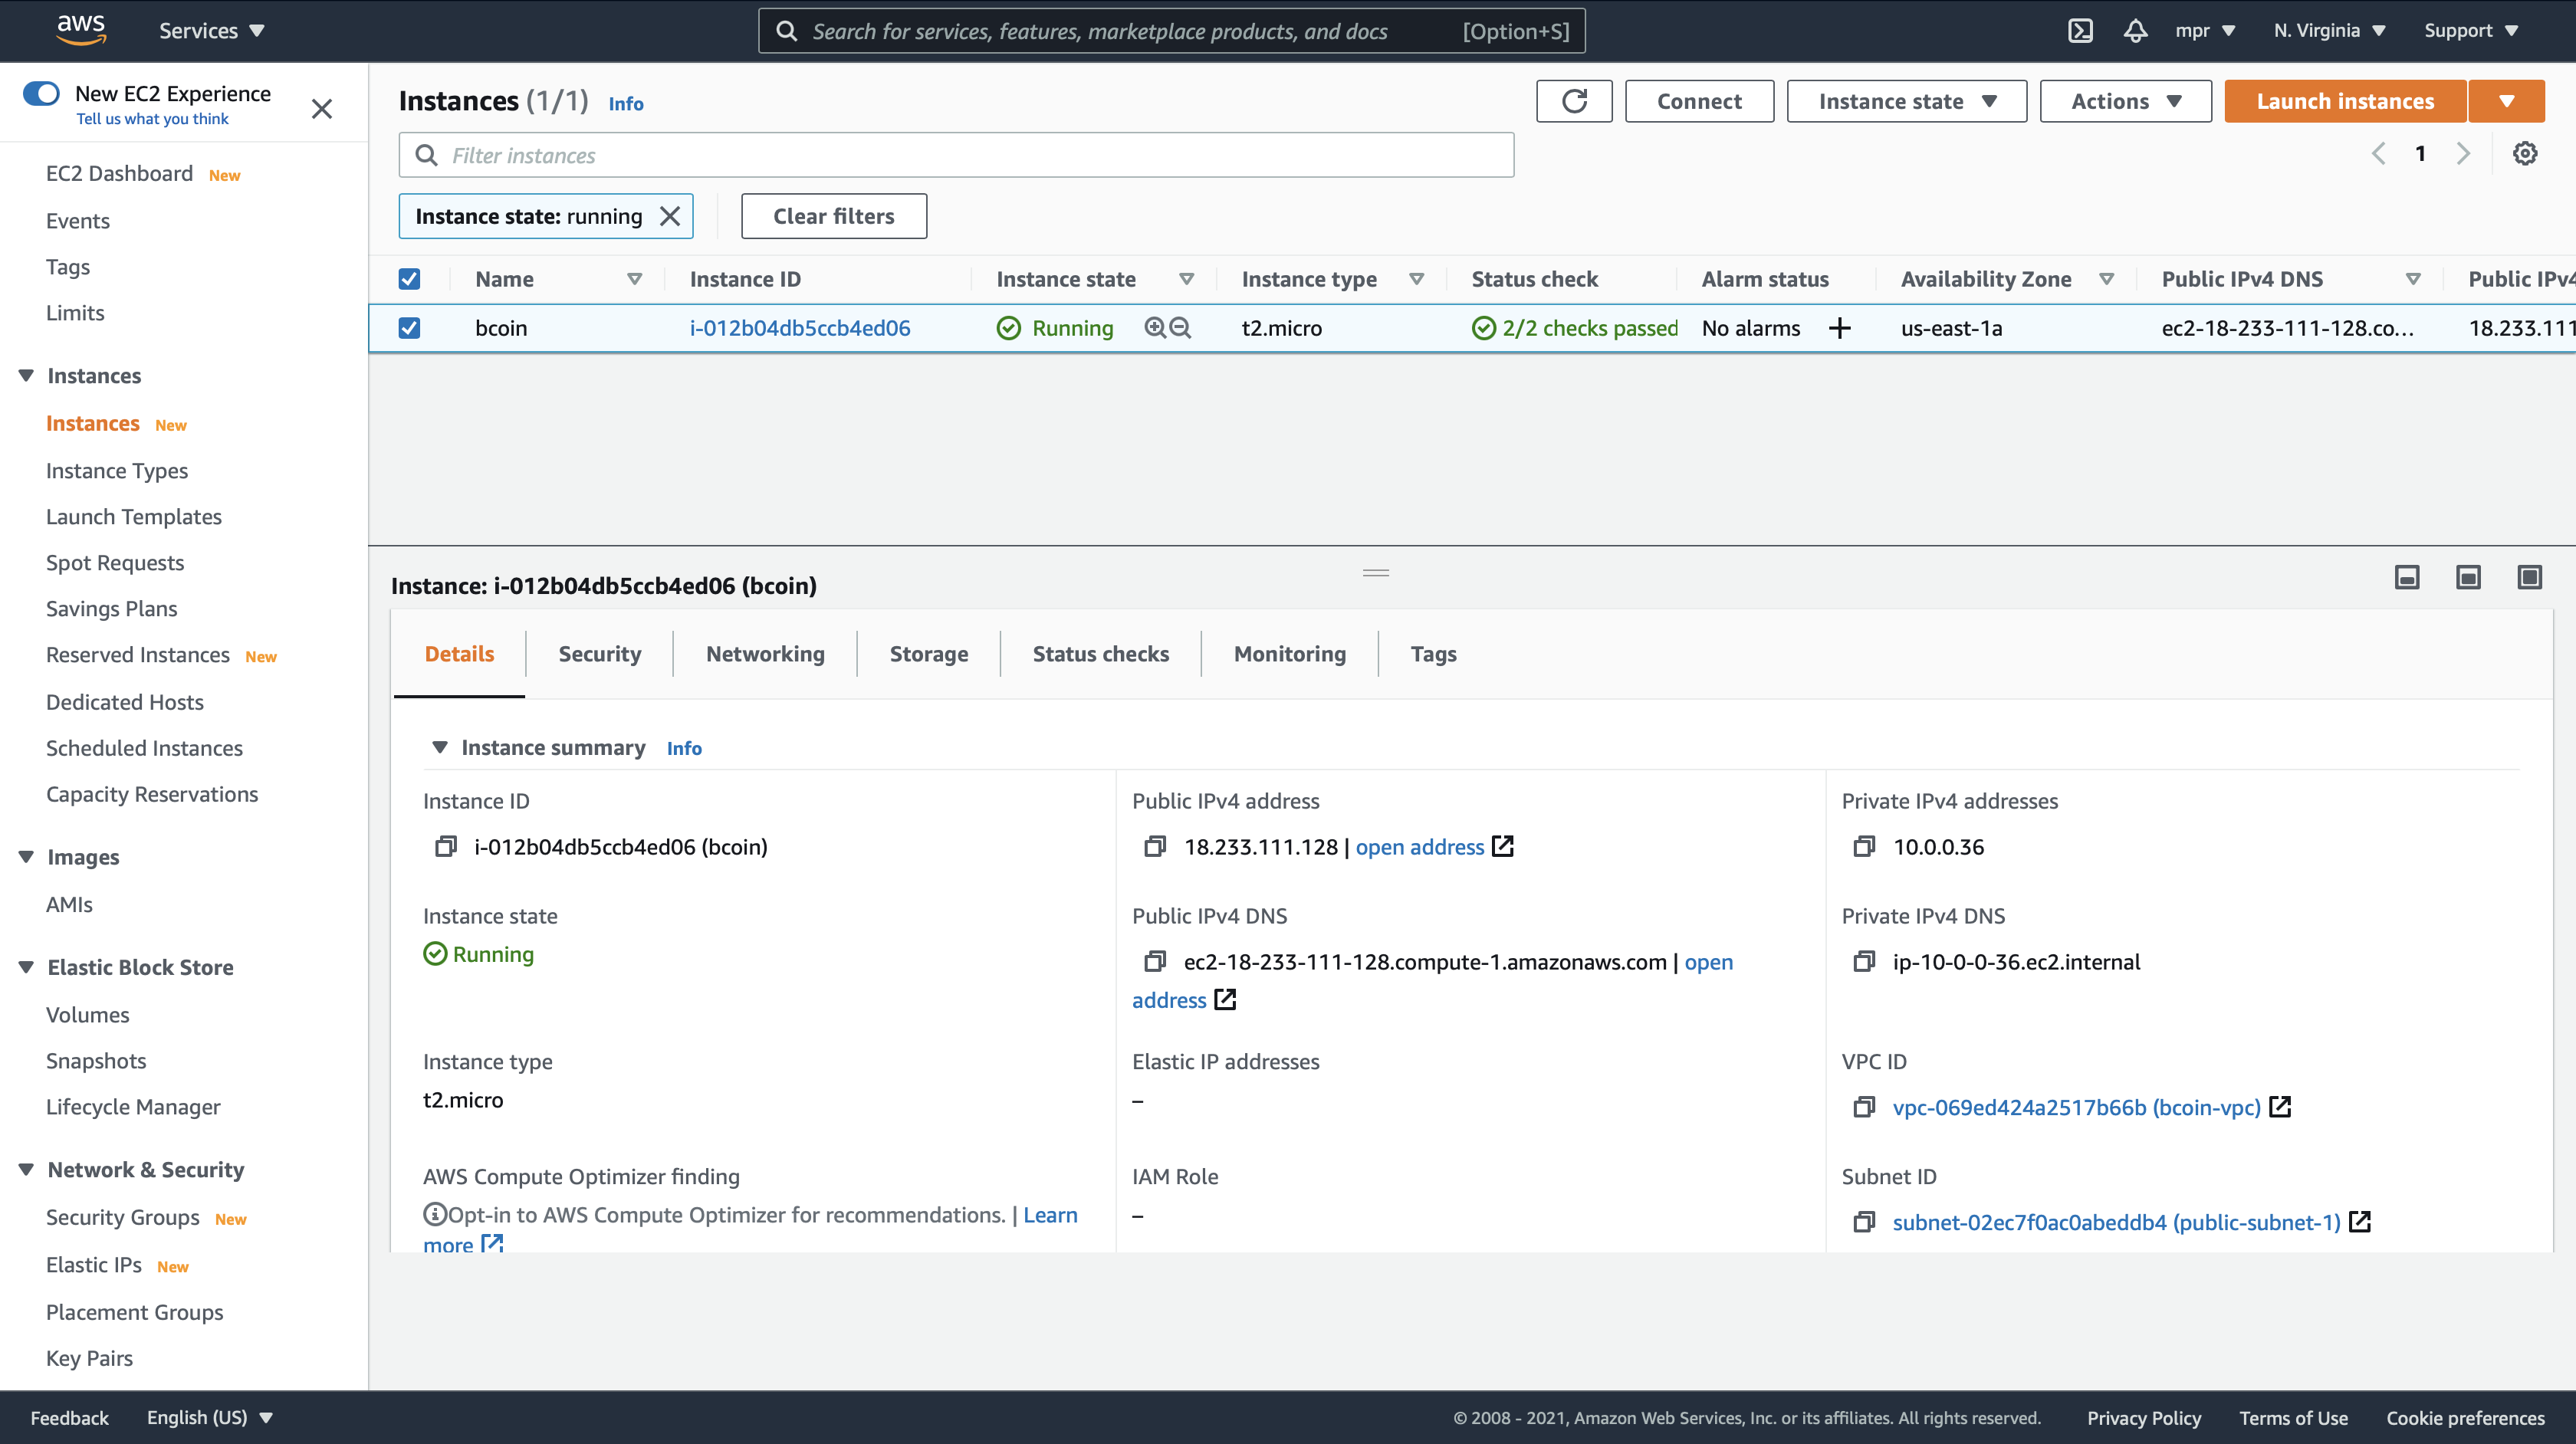 aws
Services
Search for services, features, marketplace products, and docs [Option+S]
mpr
N. Virginia
Support
New EC2 Experience
Tell us what you think
EC2 Dashboard New
Events
Tags
Limits
Instances
Instances New
Instance Types
Launch Templates
Spot Requests
Savings Plans
Reserved Instances New
Dedicated Hosts
Scheduled Instances
Capacity Reservations
Images
AMIs
Elastic Block Store
Volumes
Snapshots
Lifecycle Manager
Network & Security
Security Groups New
Elastic IPs New
Placement Groups
Key Pairs
Instances (1/1) Info
Connect
Instance state
Actions
Launch instances
Filter instances
1
Instance state: running
Clear filters
Name Instance ID Instance state Instance type Status check Alarm status Availability Zone Public IPv4 DNS Public IPv4
bcoin i-012b04db5ccb4ed06 Running t2.micro 2/2 checks passed No alarms + us-east-1a ec2-18-233-111-128.co... 18.233.111
Instance: i-012b04db5ccb4ed06 (bcoin)
Details Security Networking Storage Status checks Monitoring Tags
Instance summary Info
Instance ID
i-012b04db5ccb4ed06 (bcoin)
Public IPv4 address
18.233.111.128 | open address
Private IPv4 addresses
10.0.0.36
Instance state
Running
Public IPv4 DNS
ec2-18-233-111-128.compute-1.amazonaws.com | open
address
Private IPv4 DNS
ip-10-0-0-36.ec2.internal
Instance type
t2.micro
Elastic IP addresses
–
VPC ID
vpc-069ed424a2517b66b (bcoin-vpc)
AWS Compute Optimizer finding
Opt-in to AWS Compute Optimizer for recommendations. | Learn
more
IAM Role
–
Subnet ID
subnet-02ec7f0ac0abeddb4 (public-subnet-1)
Feedback
English (US)
© 2008 - 2021, Amazon Web Services, Inc. or its affiliates. All rights reserved.
Privacy Policy
Terms of Use
Cookie preferences